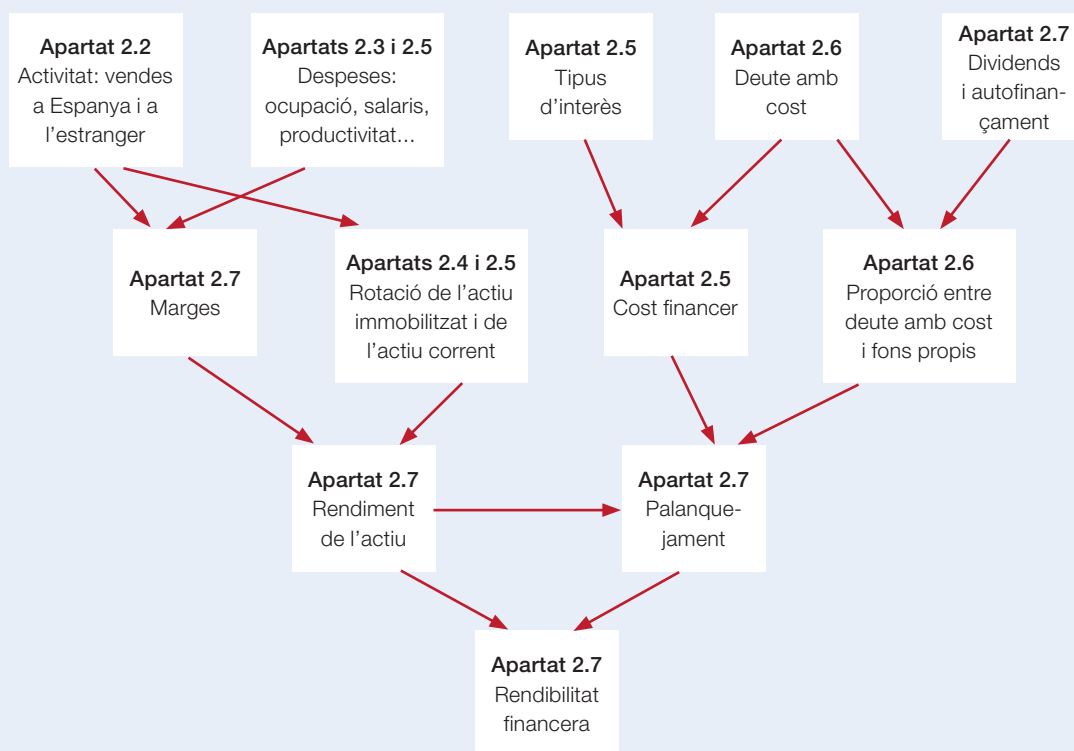 Apartat 2.2
Activitat: vendes
a Espanya i a
l’estranger
Apartats 2.3 i 2.5
Despeses:
ocupació, salaris,
productivitat...
Apartat 2.5
Tipus
d’interès
Apartat 2.6
Deute amb
cost
Apartat 2.7
Dividends
i autofinan-
çament
Apartat 2.7
Marges
Apartats 2.4 i 2.5
Rotació de l’actiu
immobilitzat i de
l’actiu corrent
Apartat 2.5
Cost financer
Apartat 2.6
Proporció entre
deute amb cost
i fons propis
Apartat 2.7
Rendiment
de l’actiu
Apartat 2.7
Palanque-
jament
Apartat 2.7
Rendibilitat
financera